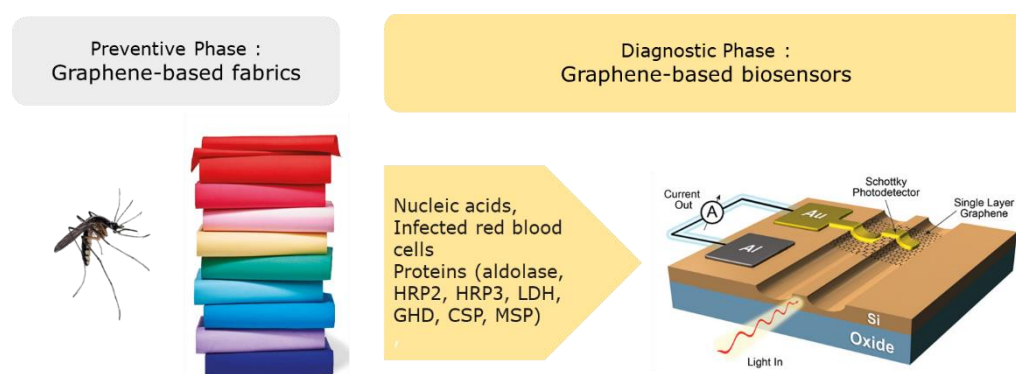 Preventive Phase :
Graphene-based fabrics
Diagnostic Phase :
Graphene-based biosensors
Nucleic acids,
Infected red blood
cells
Proteins (aldolase,
HRP2, HRP3, LDH,
GHD, CSP, MSP)
,
Current
Out
A
Au
Al
Schottky
Photodetector
Single Layer
Graphene
Si
Oxide
Light In